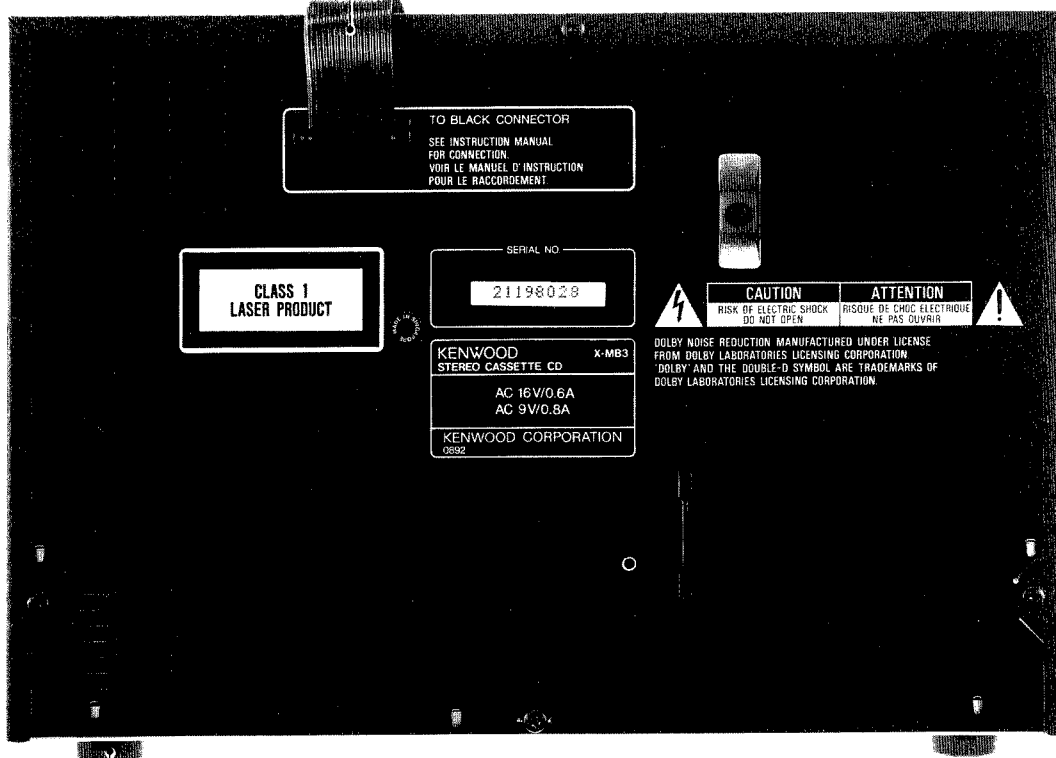 TO BLACK CONNECTOR
SEE INSTRUCTION MANUAL
FOR CONNECTION.
VOIR LE MANUEL D'INSTRUCTION
POUR LE RACCORDEMENT.
CLASS 1
LASER PRODUCT
SERIAL NO.
21198028
KENWOOD X-MB3
STEREO CASSETTE CD
AC 16V/0.6A
AC 9V/0.8A
KENWOOD CORPORATION
0892
CAUTION
RISK OF ELECTRIC SHOCK
DO NOT OPEN
ATTENTION
RISQUE DE CHOC ELECTRIQUE
NE PAS OUVRIR
DOLBY NOISE REDUCTION MANUFACTURED UNDER LICENSE
FROM DOLBY LABORATORIES LICENSING CORPORATION.
'DOLBY' AND THE DOUBLE-D SYMBOL ARE TRADEMARKS OF
DOLBY LABORATORIES LICENSING CORPORATION.